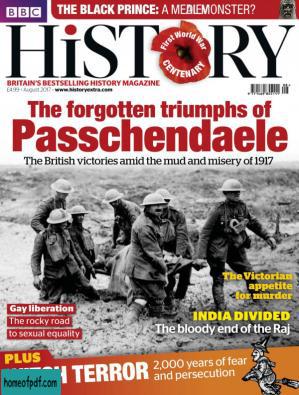 BBC
THE BLACK PRINCE: A MEDIEMONSTER?
HiSTORY
First World War
CENTENARY
BRITAIN'S BESTSELLING HISTORY MAGAZINE
£4.99 • August 2017 • www.historyextra.com
The forgotten triumphs of
Passchendaele
The British victories amid the mud and misery of 1917
The Victorian
appetite
for murder
Gay liberation
The rocky road
to sexual equality
INDIA DIVIDED
The bloody end of the Raj
PLUS
TERROR
2,000 years of fear
and persecution
homeofpdf.com